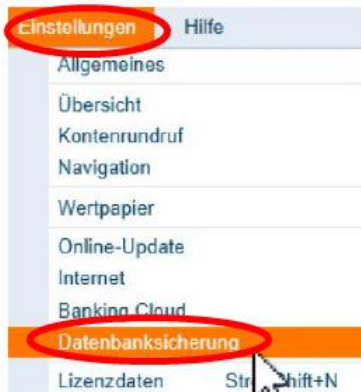 Einstellungen Hilfe
Allgemeines
Übersicht
Kontenrundruf
Navigation
Wertpapier
Online-Update
Internet
Banking Cloud
Datenbanksicherung
Lizenzdaten